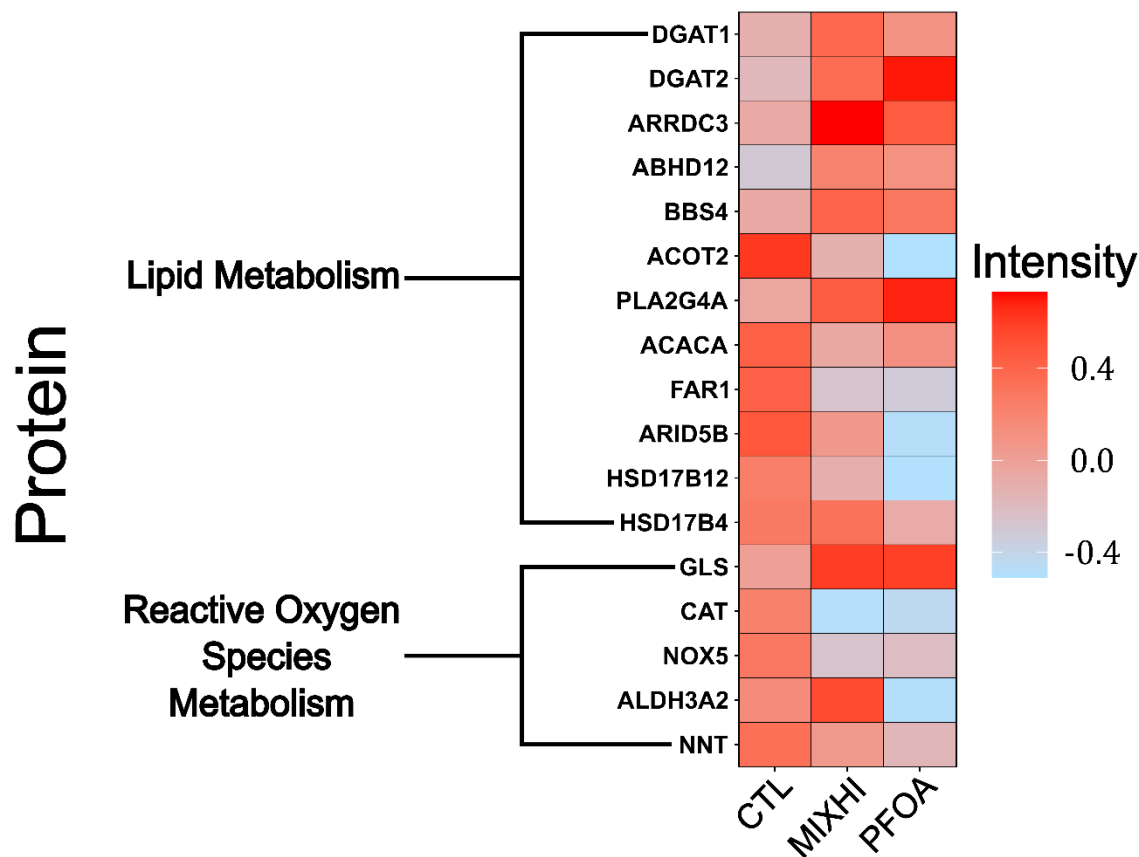 Protein
Lipid Metabolism
Reactive Oxygen
Species
Metabolism
DGAT1
DGAT2
ARRDC3
ABHD12
BBS4
ACOT2
PLA2G4A
ACACA
FAR1
ARID5B
HSD17B12
HSD17B4
GLS
CAT
NOX5
ALDH3A2
NNT
CTL
MIXHI
PFOA
Intensity
0.4
0.0
-0.4